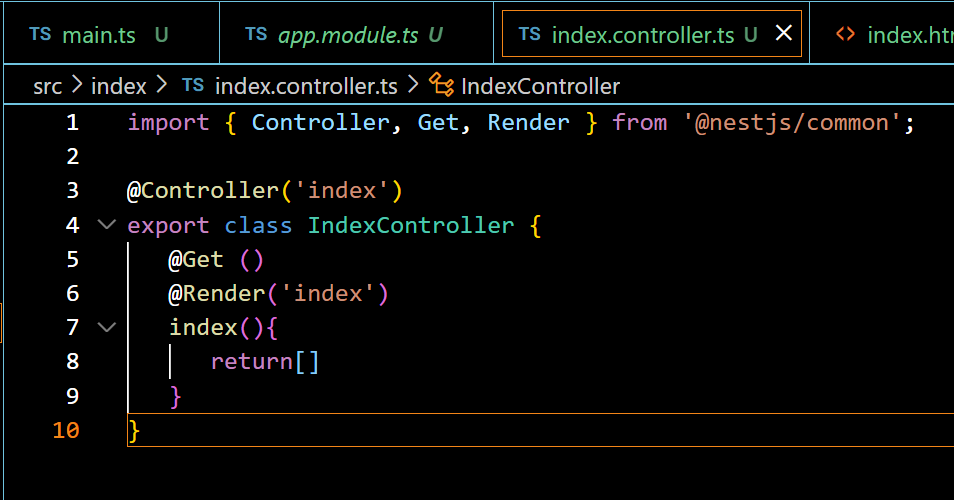 TS main.ts U TS app.module.ts U TS index.controller.ts U × <> index.htr
src > index > TS index.controller.ts > IndexController
1 import { Controller, Get, Render } from '@nestjs/common';
2
3 @Controller('index')
4 export class IndexController {
5 @Get ()
6 @Render('index')
7 index(){
8 return[]
9 }
10 }